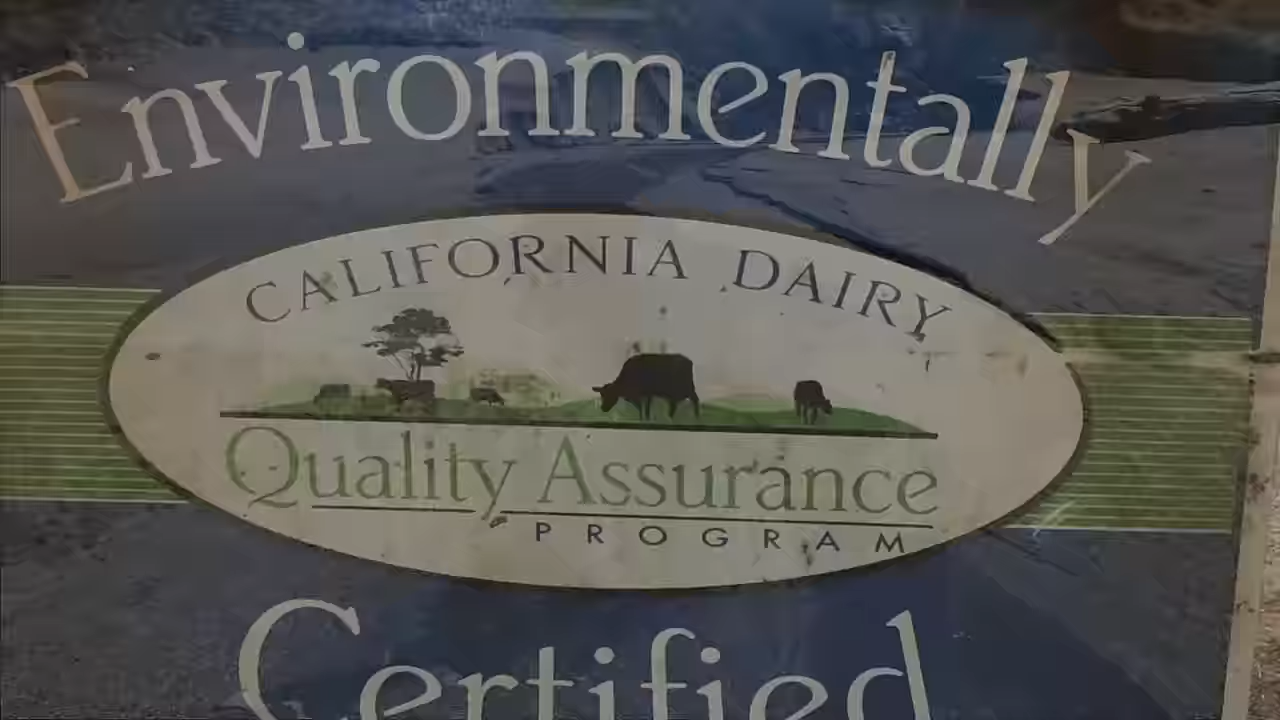 Environmentally
CALIFORNIA DAIRY
Quality Assurance
PROGRAM
Certified